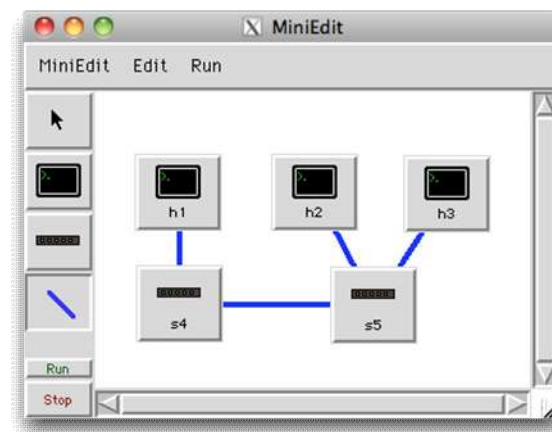 MiniEdit
MiniEdit Edit Run
h1 h2 h3
s4 s5
Run
Stop